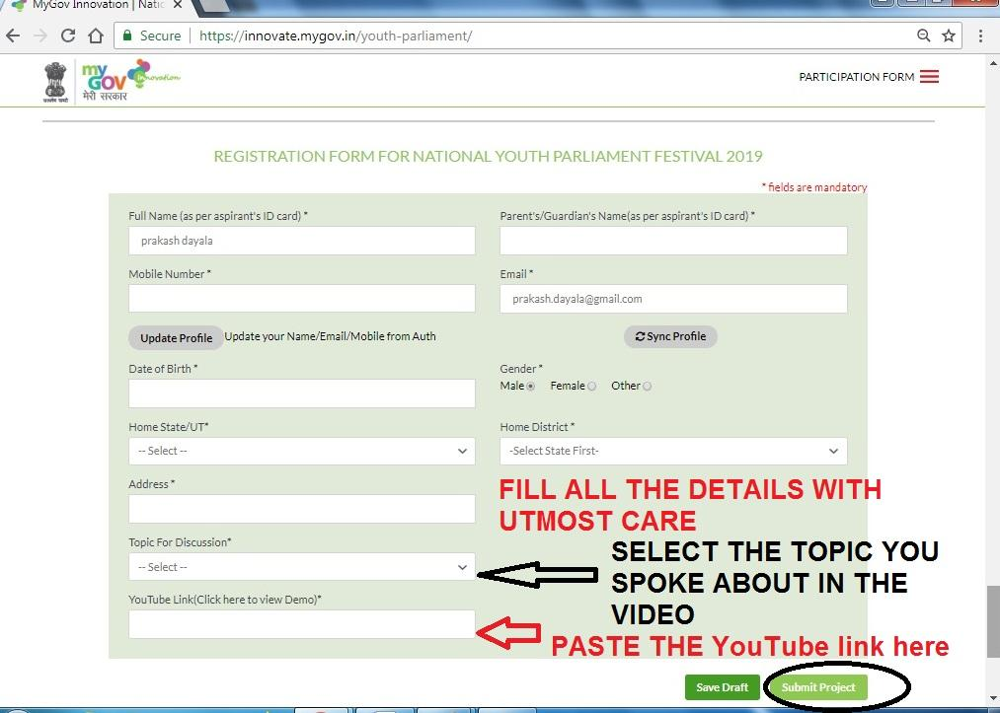 MyGov Innovation | Natio
Secure
https://innovate.mygov.in/youth-parliament/
my
GOV innovation
मेरी सरकार
PARTICIPATION FORM
REGISTRATION FORM FOR NATIONAL YOUTH PARLIAMENT FESTIVAL 2019
* fields are mandatory
Full Name (as per aspirant's ID card) *
Parent's/Guardian's Name(as per aspirant's ID card) *
prakash dayala
Mobile Number *
Email *
prakash.dayala@gmail.com
Update Profile Update your Name/Email/Mobile from Auth
Sync Profile
Date of Birth *
Gender *
Male Female Other
Home State/UT*
Home District *
-- Select --
-Select State First-
Address *
FILL ALL THE DETAILS WITH
UTMOST CARE
Topic For Discussion*
-- Select --
SELECT THE TOPIC YOU
SPOKE ABOUT IN THE
VIDEO
YouTube Link(Click here to view Demo)*
PASTE THE YouTube link here
Save Draft
Submit Project